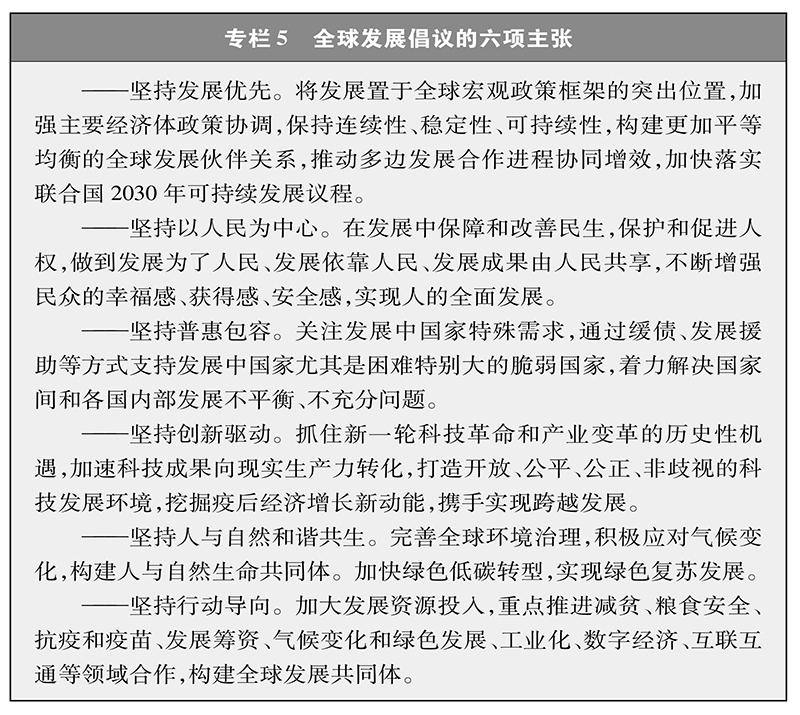 专栏 5　全球发展倡议的六项主张
——坚持发展优先。将发展置于全球宏观政策框架的突出位置，加
强主要经济体政策协调，保持连续性、稳定性、可持续性，构建更加平等
均衡的全球发展伙伴关系，推动多边发展合作进程协同增效，加快落实
联合国 2030 年可持续发展议程。
——坚持以人民为中心。在发展中保障和改善民生，保护和促进人
权，做到发展为了人民、发展依靠人民、发展成果由人民共享，不断增强
民众的幸福感、获得感、安全感，实现人的全面发展。
——坚持普惠包容。关注发展中国家特殊需求，通过缓债、发展援
助等方式支持发展中国家尤其是困难特别大的脆弱国家，着力解决国家
间和各国内部发展不平衡、不充分问题。
——坚持创新驱动。抓住新一轮科技革命和产业变革的历史性机
遇，加速科技成果向现实生产力转化，打造开放、公平、公正、非歧视的科
技发展环境，挖掘疫后经济增长新动能，携手实现跨越发展。
——坚持人与自然和谐共生。完善全球环境治理，积极应对气候变
化，构建人与自然生命共同体。加快绿色低碳转型，实现绿色复苏发展。
——坚持行动导向。加大发展资源投入，重点推进减贫、粮食安全、
抗疫和疫苗、发展筹资、气候变化和绿色发展、工业化、数字经济、互联互
通等领域合作，构建全球发展共同体。